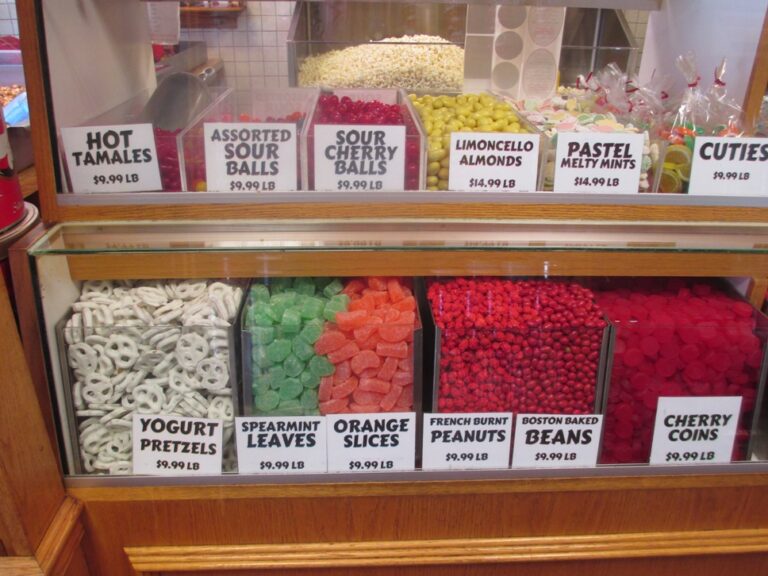 HOT
TAMALES
$9.99 LB
ASSORTED
SOUR
BALLS
$9.99 LB
SOUR
CHERRY
BALLS
$9.99 LB
LIMONCELLO
ALMONDS
$14.99 LB
PASTEL
MELTY MINTS
$14.99 LB
CUTIES
$9.99 LB
YOGURT
PRETZELS
$9.99 LB
SPEARMINT
LEAVES
$9.99 LB
ORANGE
SLICES
$9.99 LB
FRENCH BURNT
PEANUTS
$9.99 LB
BOSTON BAKED
BEANS
$9.99 LB
CHERRY
COINS
$9.99 LB